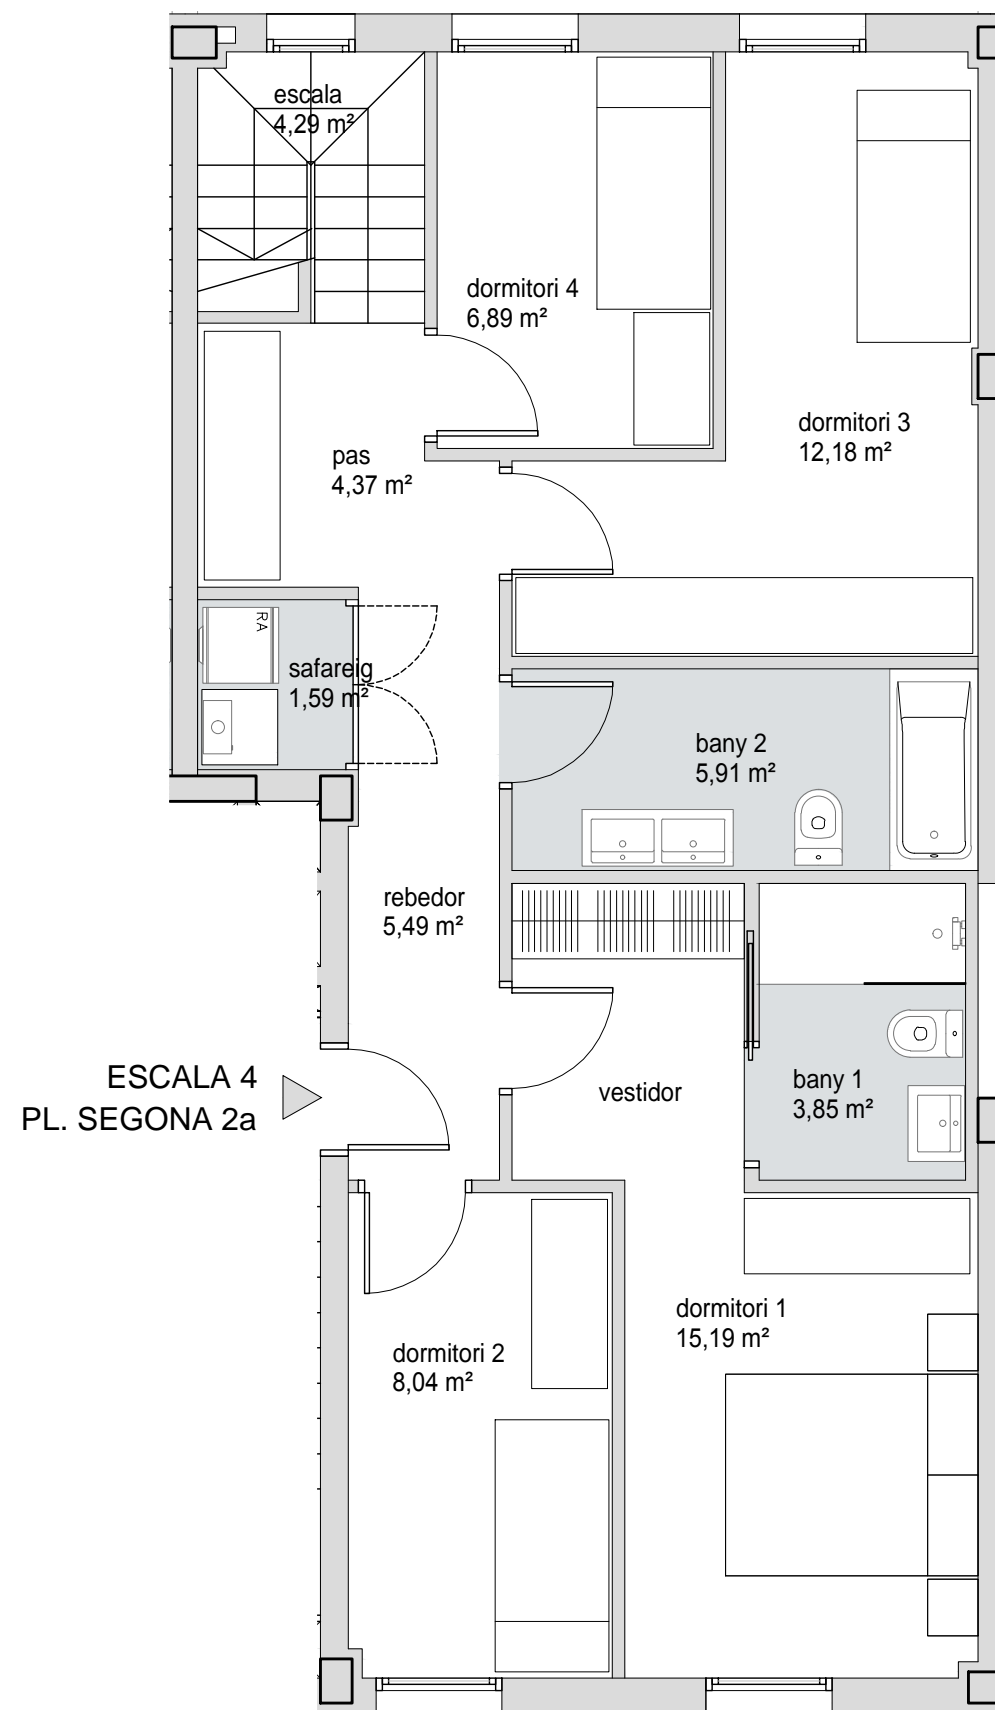 escala
4,29 m²
dormitori 4
6,89 m²
dormitori 3
12,18 m²
pas
4,37 m²
RA
safareig
1,59 m²
bany 2
5,91 m²
rebedor
5,49 m²
ESCALA 4
PL. SEGONA 2a
vestidor
bany 1
3,85 m²
dormitori 1
15,19 m²
dormitori 2
8,04 m²